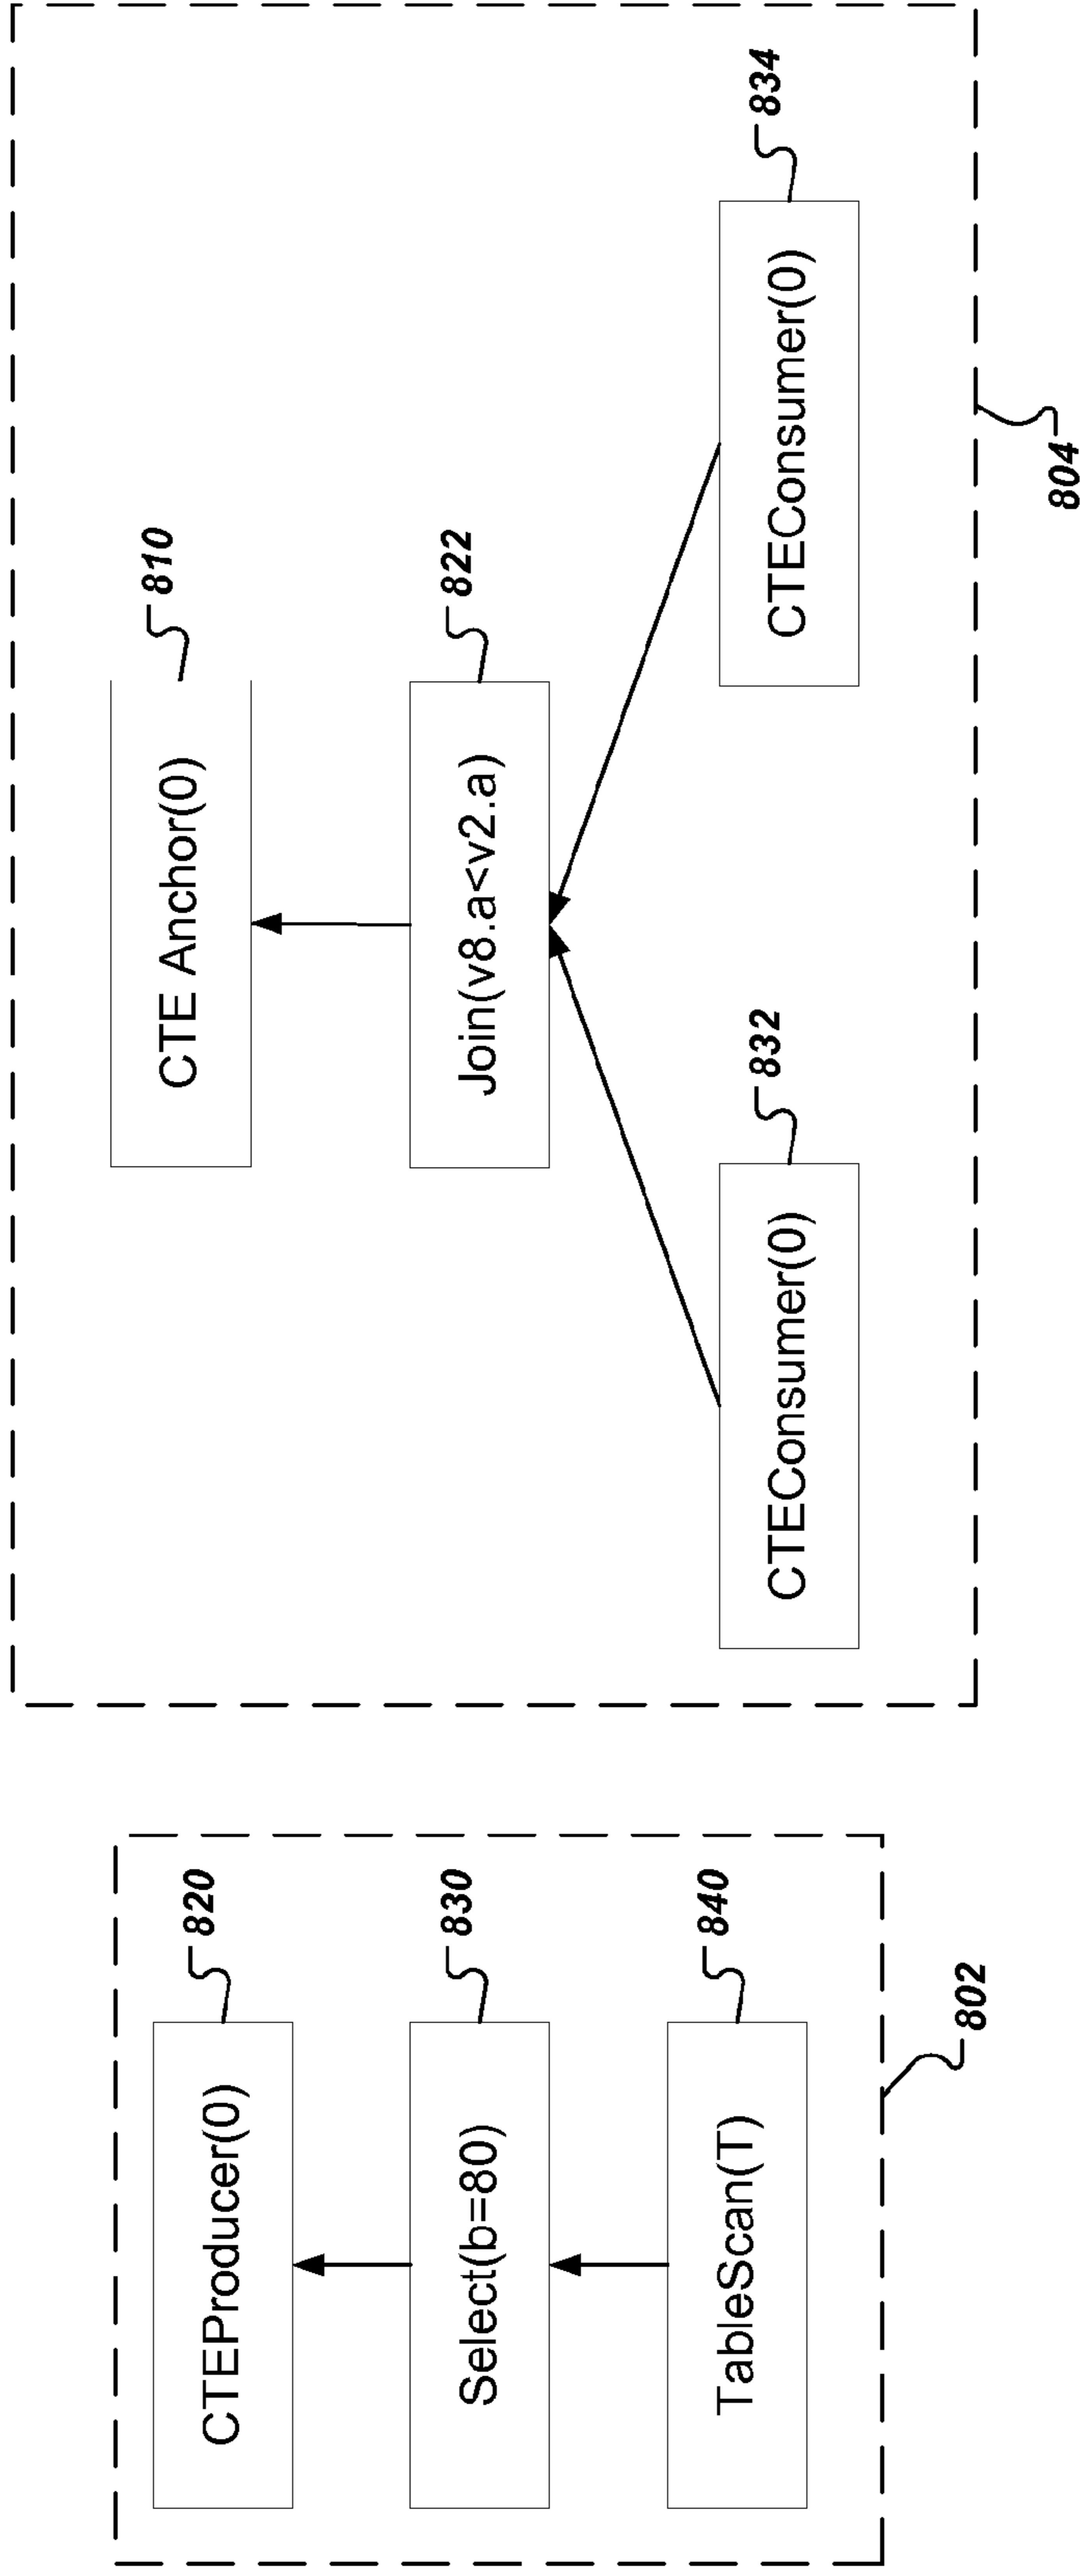 CTEProducer(0)
820
Select(b=80)
830
TableScan(T)
840
802
CTE Anchor(0)
810
Join(v8.a<v2.a)
822
CTEConsumer(0)
832
CTEConsumer(0)
834
804